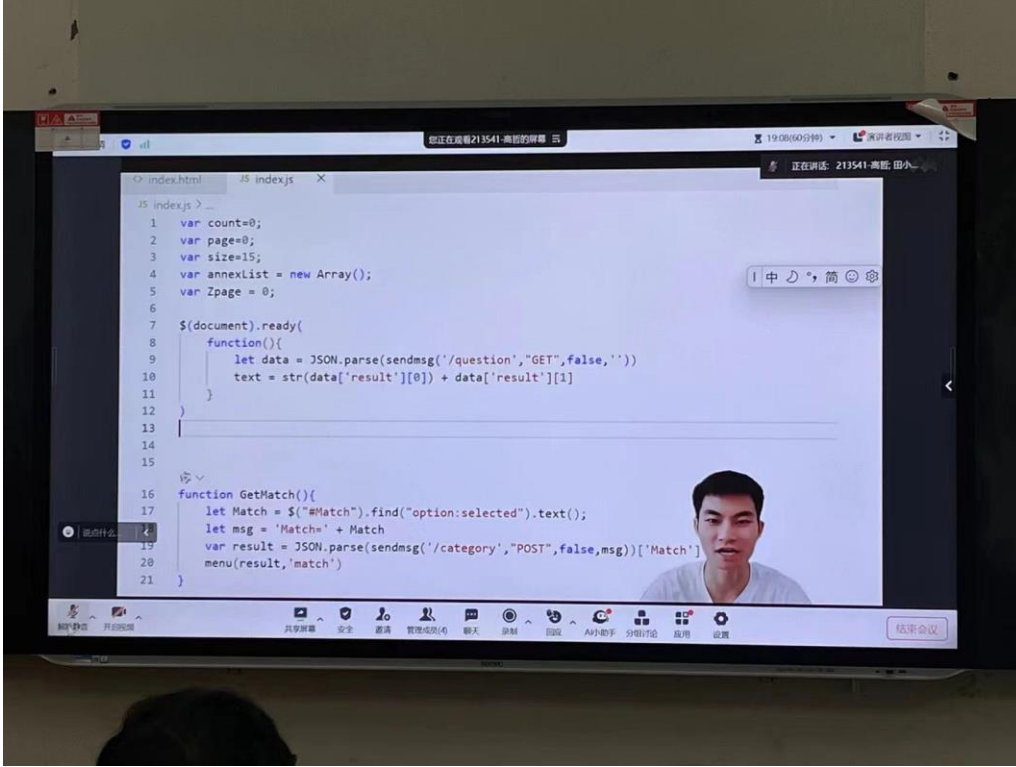 您正在观看213541-高哲的屏幕
19:08(60分钟)
演讲者视图
正在讲话: 213541-高哲; 田小...
index.html
JS index.js X
JS index.js > ...
中 简
1 var count=0;
2 var page=0;
3 var size=15;
4 var annexList = new Array();
5 var Zpage = 0;
6
7 $(document).ready(
8 function(){
9 let data = JSON.parse(sendmsg('/question',"GET",false,''))
10 text = str(data['result'][0]) + data['result'][1]
11 }
12 )
13
14
15
16 function GetMatch(){
17 let Match = $("#Match").find("option:selected").text();
18 let msg = 'Match=' + Match
19 var result = JSON.parse(sendmsg('/category',"POST",false,msg))['Match']
20 menu(result,'match')
21 }
说点什么...
解除静音
开启视频
共享屏幕
安全
邀请
管理成员(4)
聊天
录制
回应
AI小助手
分组讨论
应用
设置
结束会议